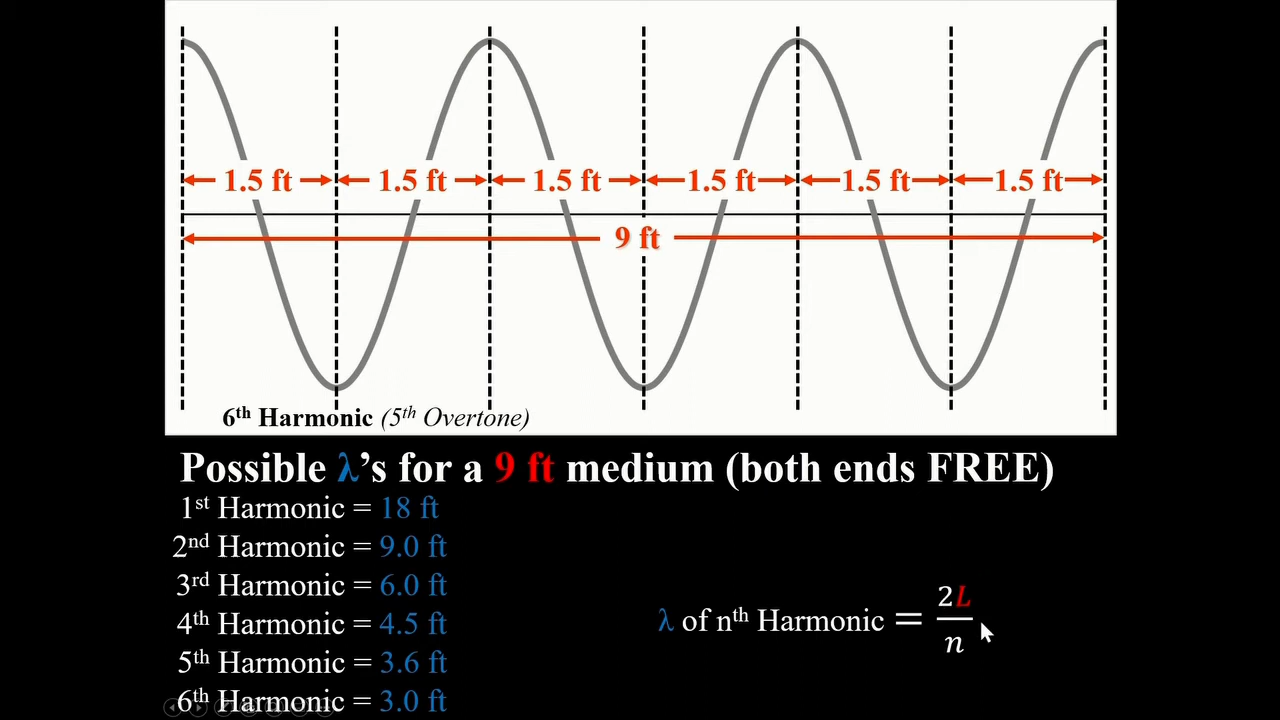 1.5 ft 1.5 ft 1.5 ft 1.5 ft 1.5 ft 1.5 ft
9 ft
6th Harmonic (5th Overtone)
Possible λ's for a 9 ft medium (both ends FREE)
1st Harmonic = 18 ft
2nd Harmonic = 9.0 ft
3rd Harmonic = 6.0 ft
4th Harmonic = 4.5 ft
5th Harmonic = 3.6 ft
6th Harmonic = 3.0 ft
λ of nth Harmonic = 2L/n